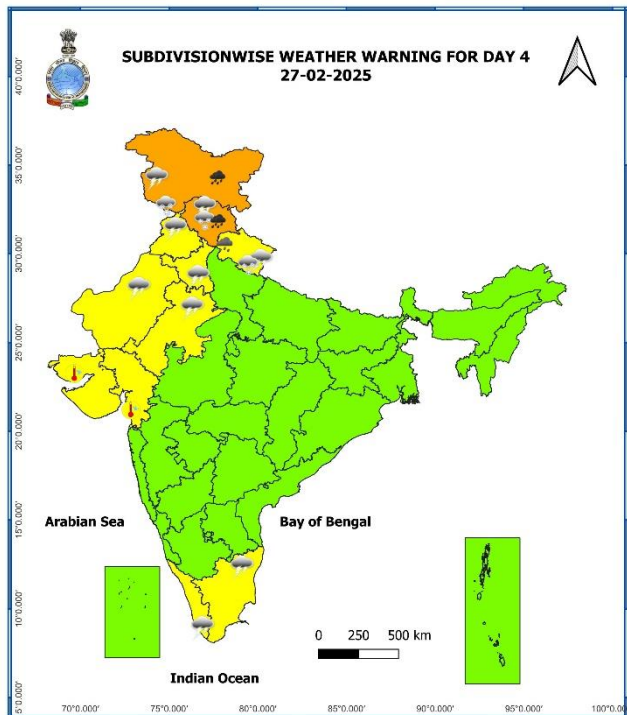 SUBDIVISIONWISE WEATHER WARNING FOR DAY 4
27-02-2025
40°0.000'
35°0.000'
30°0.000'
25°0.000'
20°0.000'
15°0.000'
10°0.000'
5°0.000'
Arabian Sea
Bay of Bengal
0 250 500 km
Indian Ocean
70°0.000' 75°0.000' 80°0.000' 85°0.000' 90°0.000' 95°0.000' 100°0.00